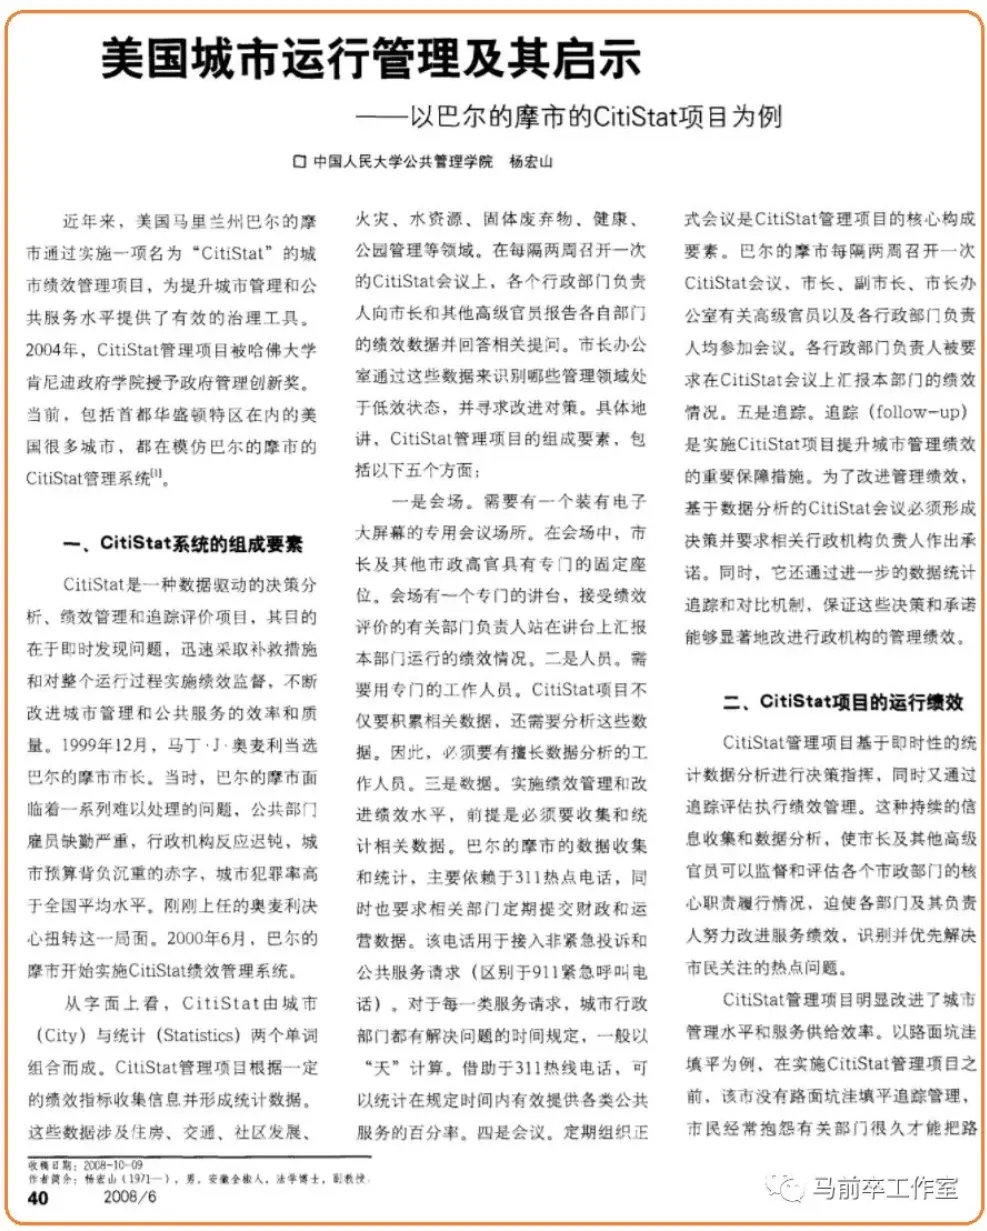 美国城市运行管理及其启示
——以巴尔的摩市的CitiStat项目为例
口 中国人民大学公共管理学院 杨宏山
近年来，美国马里兰州巴尔的摩
市通过实施一项名为“CitiStat”的城
市绩效管理项目，为提升城市管理和公
共服务水平提供了有效的治理工具。
2004年，CitiStat管理项目被哈佛大学
肯尼迪政府学院授予政府管理创新奖。
当前，包括首都华盛顿特区在内的美
国很多城市，都在模仿巴尔的摩市的
CitiStat管理系统[1]。
一、CitiStat系统的组成要素
CitiStat是一种数据驱动的决策分
析、绩效管理和追踪评价项目，其目的
在于即时发现问题，迅速采取补救措施
和对整个运行过程实施绩效监督，不断
改进城市管理和公共服务的效率和质
量。1999年12月，马丁·J·奥麦利当选
巴尔的摩市市长。当时，巴尔的摩市面
临着一系列难以处理的问题，公共部门
雇员缺勤严重，行政机构反应迟钝，城
市预算背负沉重的赤字，城市犯罪率高
于全国平均水平。刚刚上任的奥麦利决
心扭转这一局面。2000年6月，巴尔的
摩市开始实施CitiStat绩效管理系统。
从字面上看，CitiStat由城市
（City）与统计（Statistics）两个单词
组合而成。CitiStat管理项目根据一定
的绩效指标收集信息并形成统计数据。
这些数据涉及住房、交通、社区发展、
火灾、水资源、固体废弃物、健康、
公园管理等领域。在每隔两周召开一次
的CitiStat会议上，各个行政部门负责
人向市长和其他高级官员报告各自部门
的绩效数据并回答相关提问。市长办公
室通过这些数据来识别哪些管理领域处
于低效状态，并寻求改进对策。具体地
讲，CitiStat管理项目的组成要素，包
括以下五个方面：
一是会场。需要有一个装有电子
大屏幕的专用会议场所。在会场中，市
长及其他市政高官具有专门的固定座
位。会场有一个专门的讲台，接受绩效
评价的有关部门负责人站在讲台上汇报
本部门运行的绩效情况。二是人员。需
要用专门的工作人员。CitiStat项目不
仅要积累相关数据，还需要分析这些数
据。因此，必须要有擅长数据分析的工
作人员。三是数据。实施绩效管理和改
进绩效水平，前提是必须要收集和统
计相关数据。巴尔的摩市的数据收集
和统计，主要依赖于311热点电话，同
时也要求相关部门定期提交财政和运
营数据。该电话用于接入非紧急投诉和
公共服务请求（区别于911紧急呼叫电
话）。对于每一类服务请求，城市行政
部门都有解决问题的时间规定，一般以
“天”计算。借助于311热线电话，可
以统计在规定时间内有效提供各类公共
服务的百分率。四是会议。定期组织正
式会议是CitiStat管理项目的核心构成
要素。巴尔的摩市每隔两周召开一次
CitiStat会议，市长、副市长、市长办
公室有关高级官员以及各行政部门负责
人均参加会议。各行政部门负责人被要
求在CitiStat会议上汇报本部门的绩效
情况。五是追踪。追踪（follow-up）
是实施CitiStat项目提升城市管理绩效
的重要保障措施。为了改进管理绩效，
基于数据分析的CitiStat会议必须形成
决策并要求相关行政机构负责人作出承
诺。同时，它还通过进一步的数据统计
追踪和对比机制，保证这些决策和承诺
能够显著地改进行政机构的管理绩效。
二、CitiStat项目的运行绩效
CitiStat管理项目基于即时性的统
计数据分析进行决策指挥，同时又通过
追踪评估执行绩效管理。这种持续的信
息收集和数据分析，使市长及其他高级
官员可以监督和评估各个市政部门的核
心职责履行情况，迫使各部门及其负责
人努力改进服务绩效，识别并优先解决
市民关注的热点问题。
CitiStat管理项目明显改进了城市
管理水平和服务供给效率。以路面坑洼
填平为例，在实施CitiStat管理项目之
前，该市没有路面坑洼填平追踪管理，
市民经常抱怨有关部门很久才能把路
收稿日期：2008-10-09
作者简介：杨宏山（1971—），男，安徽全椒人，法学博士，副教授。
40 2008/6
马前卒工作室